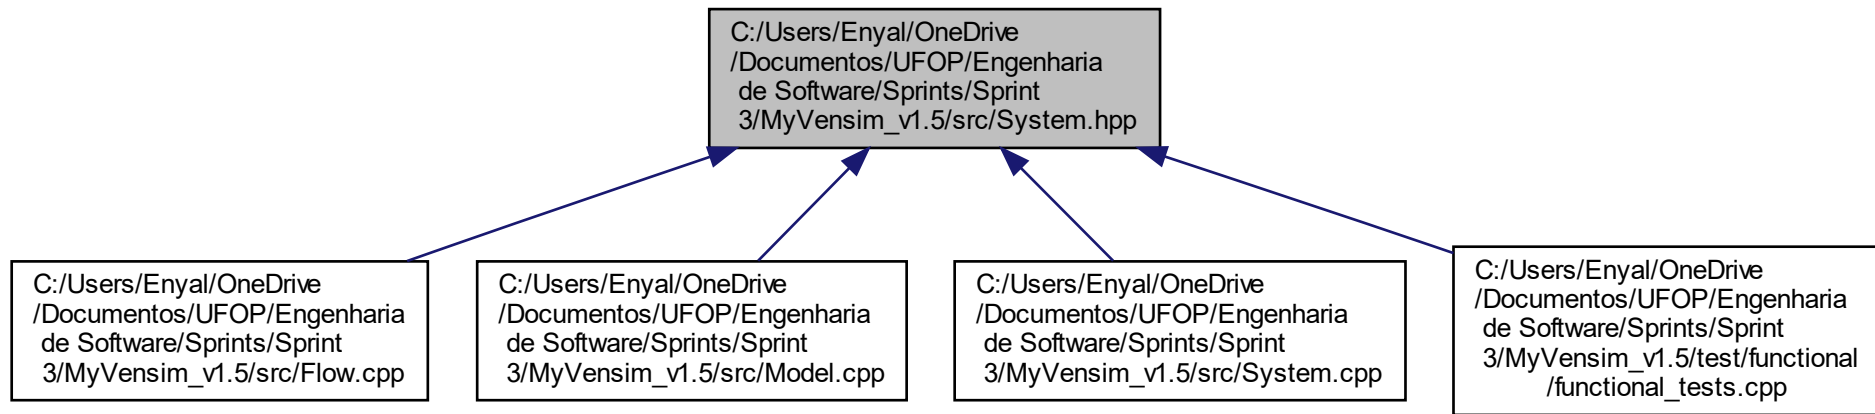 C:/Users/Enyal/OneDrive
/Documentos/UFOP/Engenharia
de Software/Sprints/Sprint
3/MyVensim_v1.5/src/System.hpp
C:/Users/Enyal/OneDrive
/Documentos/UFOP/Engenharia
de Software/Sprints/Sprint
3/MyVensim_v1.5/src/Flow.cpp
C:/Users/Enyal/OneDrive
/Documentos/UFOP/Engenharia
de Software/Sprints/Sprint
3/MyVensim_v1.5/src/Model.cpp
C:/Users/Enyal/OneDrive
/Documentos/UFOP/Engenharia
de Software/Sprints/Sprint
3/MyVensim_v1.5/src/System.cpp
C:/Users/Enyal/OneDrive
/Documentos/UFOP/Engenharia
de Software/Sprints/Sprint
3/MyVensim_v1.5/test/functional
/functional_tests.cpp